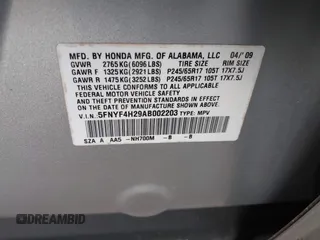 MFD. BY HONDA MFG. OF ALABAMA, LLC 04/'09
GVWR 2765KG(6096LBS) TIRE SIZE RIM SIZE
GAWR F 1325KG(2921LBS) P245/65R17 105T 17X7.5J
GAWR R 1475KG(3252LBS) P245/65R17 105T 17X7.5J
THIS VEHICLE CONFORMS TO ALL APPLICABLE FEDERAL MOTOR VEHICLE SAFETY AND THEFT PREVENTION STANDARDS IN EFFECT ON THE DATE OF MANUFACTURE SHOWN ABOVE.
V.I.N.: 5FNYF4H29AB002203 TYPE: MPV
SZA A AA5 -NH700M -B -B
© DRIVEAMBID